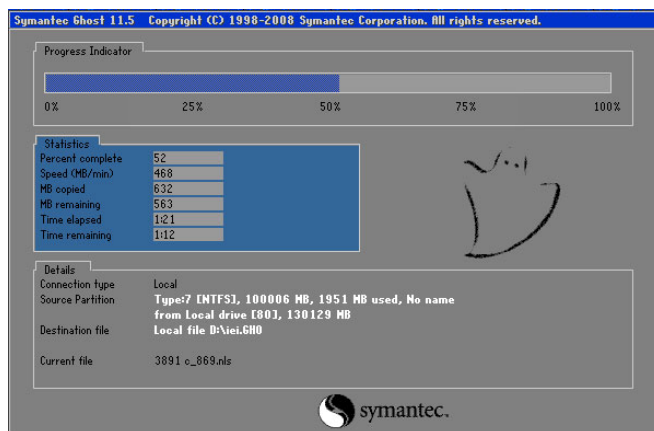 Symantec Ghost 11.5 Copyright (C) 1998-2008 Symantec Corporation. All rights reserved.
Progress Indicator
0% 25% 50% 75% 100%
Statistics
Percent complete 52
Speed (MB/min) 468
MB copied 632
MB remaining 563
Time elapsed 1:21
Time remaining 1:12
Details
Connection type Local
Source Partition Type:7 [NTFS], 100006 MB, 1951 MB used, No name
from Local drive [80], 130129 MB
Destination file Local file D:\iei.GHO
Current file 3891 c_869.nls
symantec.